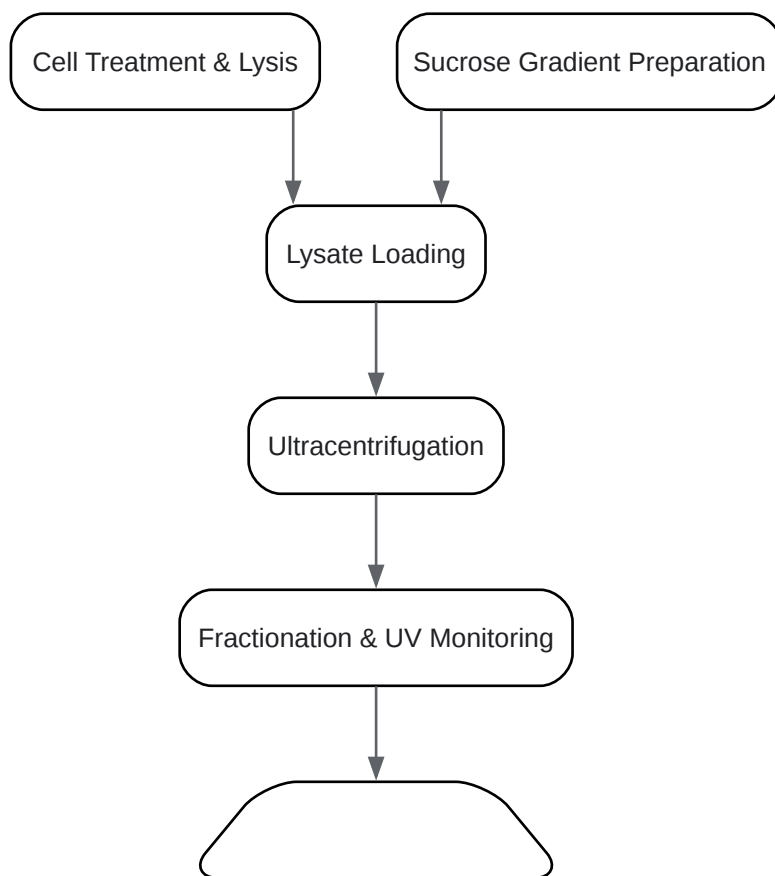 Cell Treatment & Lysis
Sucrose Gradient Preparation
Lysate Loading
Ultracentrifugation
Fractionation & UV Monitoring